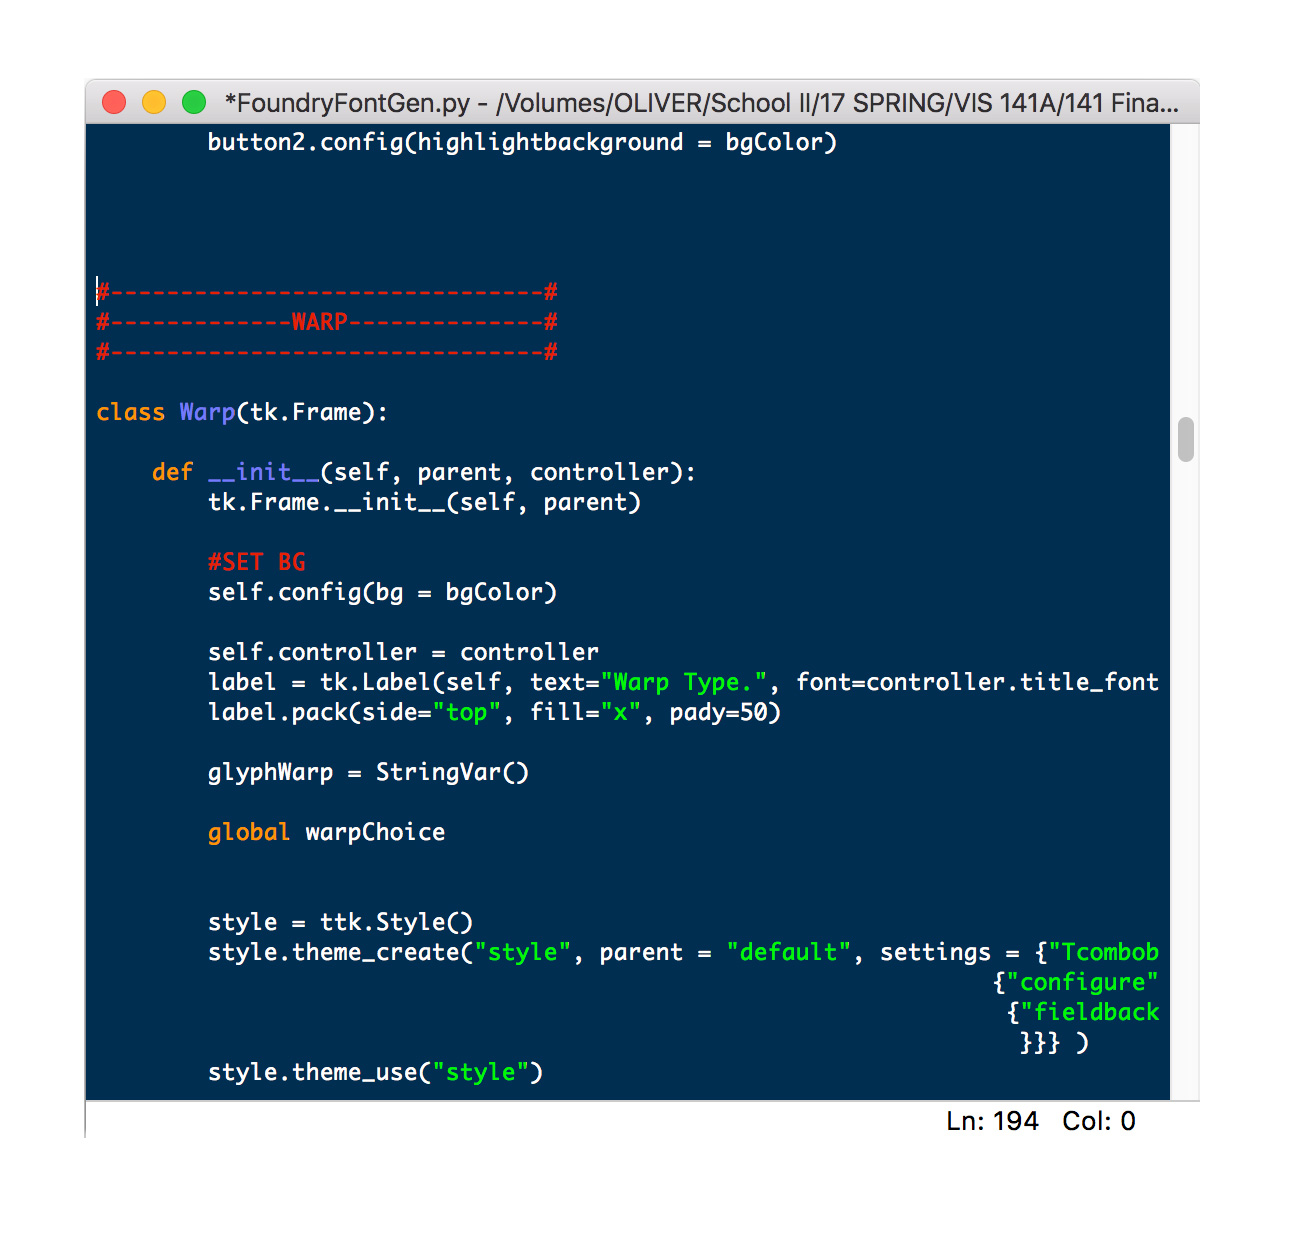 *FoundryFontGen.py - /Volumes/OLIVER/School II/17 SPRING/VIS 141A/141 Fina...
button2.config(highlightbackground = bgColor)
#-------------------------------#
#-------------WARP--------------#
#-------------------------------#
class Warp(tk.Frame):
def __init__(self, parent, controller):
tk.Frame.__init__(self, parent)
#SET BG
self.config(bg = bgColor)
self.controller = controller
label = tk.Label(self, text="Warp Type.", font=controller.title_font
label.pack(side="top", fill="x", pady=50)
glyphWarp = StringVar()
global warpChoice
style = ttk.Style()
style.theme_create("style", parent = "default", settings = {"Tcombob
{"configure"
{"fieldback
}}} )
style.theme_use("style")
Ln: 194 Col: 0